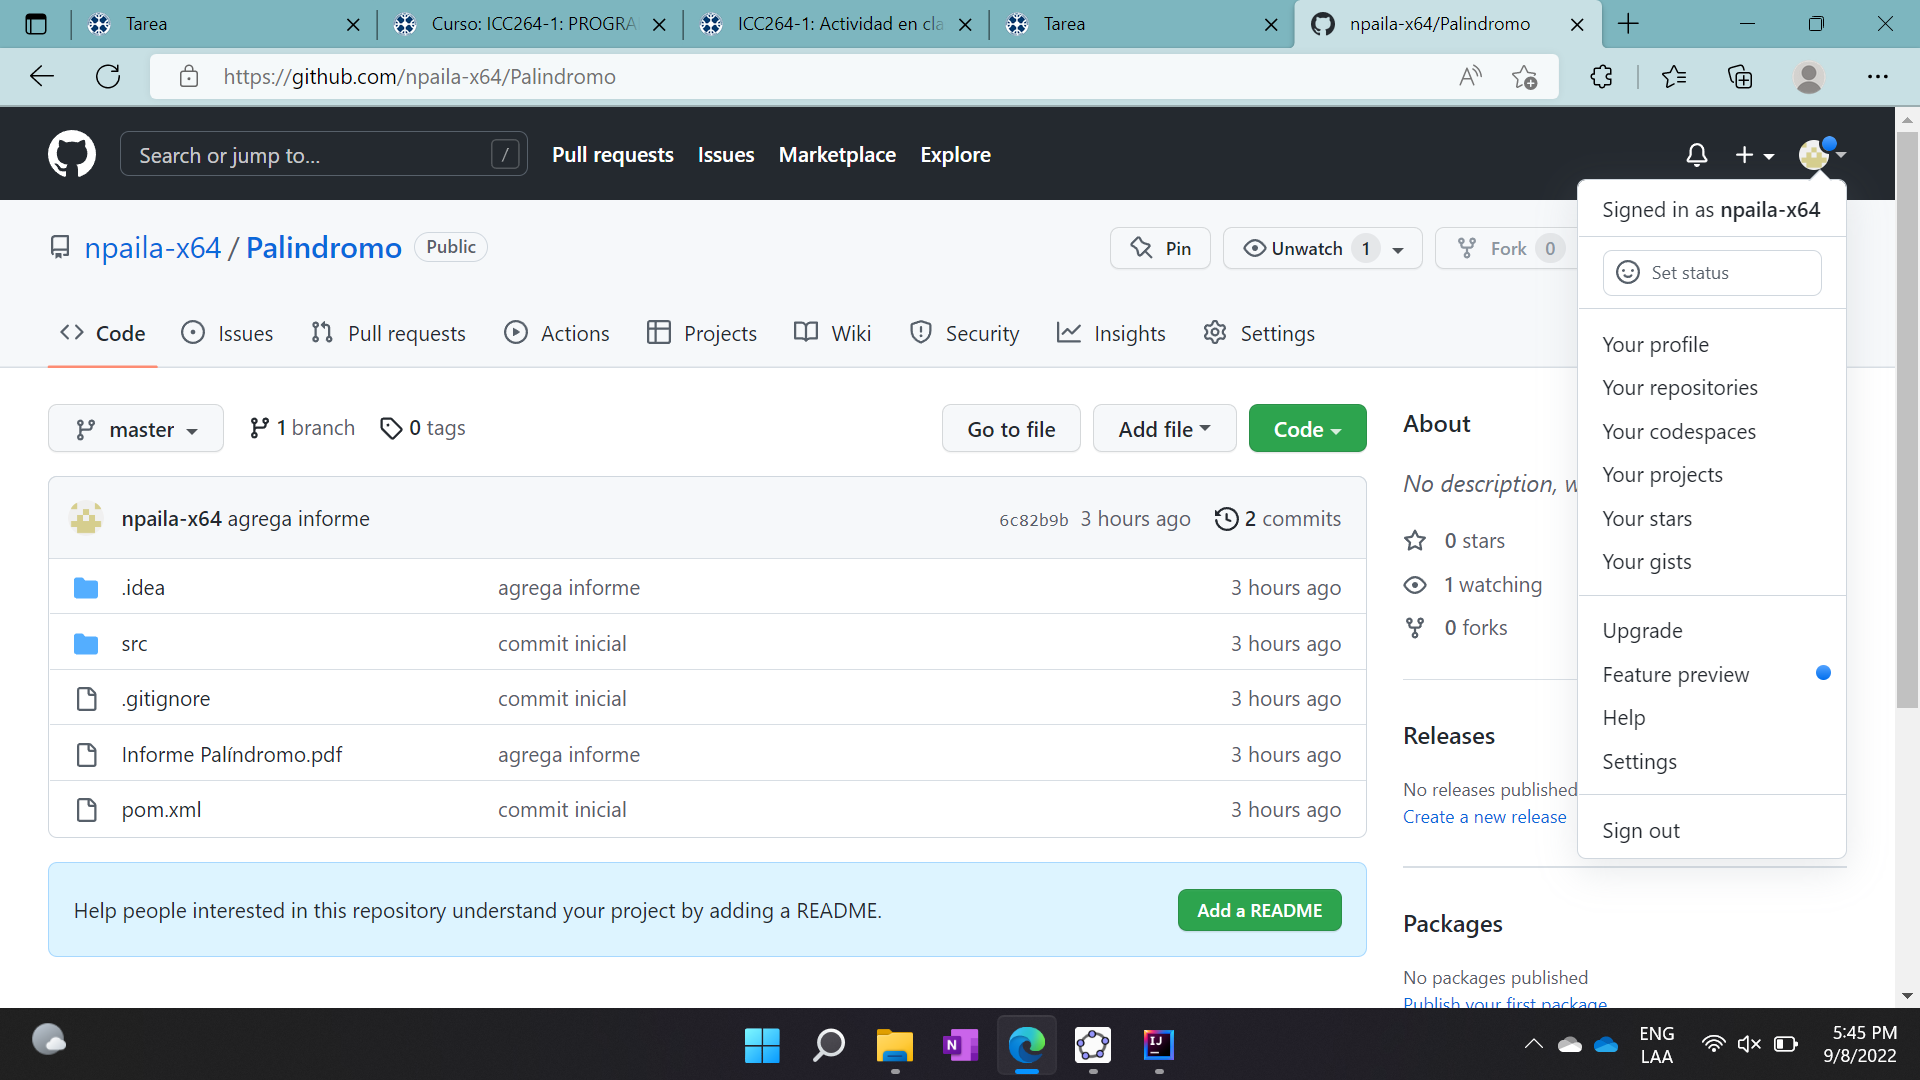 Tarea
Curso: ICC264-1: PROGRA
ICC264-1: Actividad en cla
Tarea
npaila-x64/Palindromo
https://github.com/npaila-x64/Palindromo
Search or jump to...
/
Pull requests
Issues
Marketplace
Explore
Signed in as npaila-x64
Set status
Your profile
Your repositories
Your codespaces
Your projects
Your stars
Your gists
Upgrade
Feature preview
Help
Settings
Sign out
npaila-x64 / Palindromo
Public
Pin
Unwatch 1
Fork 0
Code
Issues
Pull requests
Actions
Projects
Wiki
Security
Insights
Settings
master
1 branch
0 tags
Go to file
Add file
Code
npaila-x64 agrega informe
6c82b9b 3 hours ago
2 commits
.idea
agrega informe
3 hours ago
src
commit inicial
3 hours ago
.gitignore
commit inicial
3 hours ago
Informe Palíndromo.pdf
agrega informe
3 hours ago
pom.xml
commit inicial
3 hours ago
Help people interested in this repository understand your project by adding a README.
Add a README
About
No description, w
0 stars
1 watching
0 forks
Releases
No releases published
Create a new release
Packages
No packages published
Publish your first package
N
IJ
ENG
LAA
5:45 PM
9/8/2022